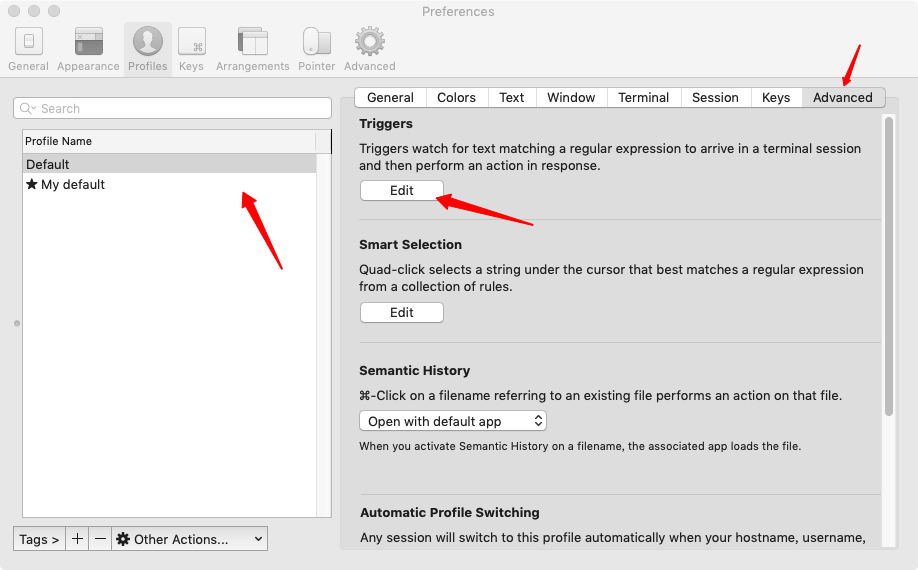 Preferences
General Appearance Profiles Keys Arrangements Pointer Advanced
Search
Profile Name
Default
★ My default
Tags > + − Other Actions...
General Colors Text Window Terminal Session Keys Advanced
Triggers
Triggers watch for text matching a regular expression to arrive in a terminal session
and then perform an action in response.
Edit
Smart Selection
Quad-click selects a string under the cursor that best matches a regular expression
from a collection of rules.
Edit
Semantic History
⌘-Click on a filename referring to an existing file performs an action on that file.
Open with default app
When you activate Semantic History on a filename, the associated app loads the file.
Automatic Profile Switching
Any session will switch to this profile automatically when your hostname, username,